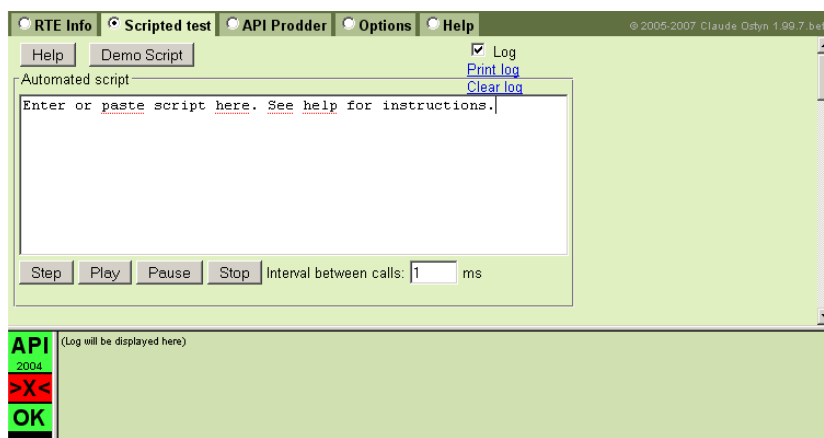 RTE Info Scripted test API Prodder Options Help © 2005-2007 Claude Ostyn 1.99.7.bet
Help Demo Script Log
Print log
Clear log
Automated script
Enter or paste script here. See help for instructions.
Step Play Pause Stop Interval between calls: 1 ms
API
2004
>X<
OK
(Log will be displayed here)